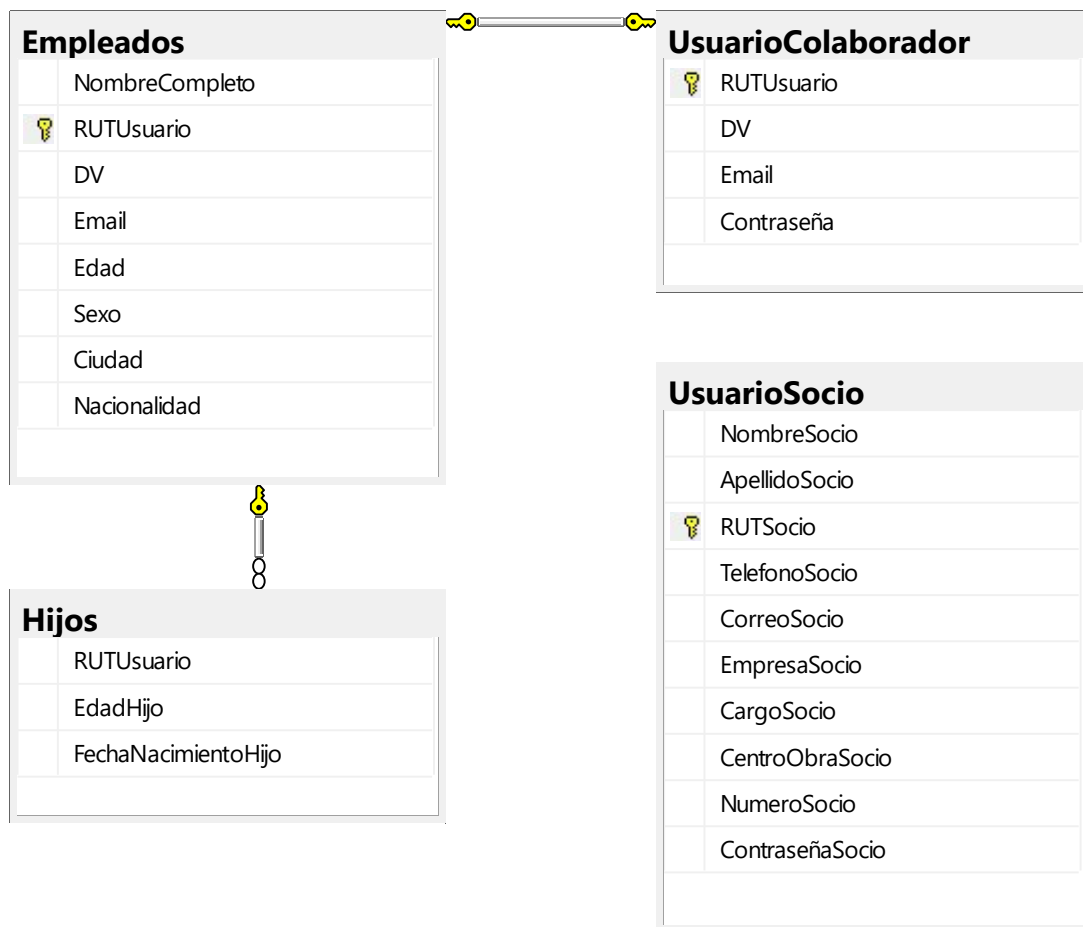 Empleados
NombreCompleto
RUTUsuario
DV
Email
Edad
Sexo
Ciudad
Nacionalidad
UsuarioColaborador
RUTUsuario
DV
Email
Contraseña
Hijos
RUTUsuario
EdadHijo
FechaNacimientoHijo
UsuarioSocio
NombreSocio
ApellidoSocio
RUTSocio
TelefonoSocio
CorreoSocio
EmpresaSocio
CargoSocio
CentroObraSocio
NumeroSocio
ContraseñaSocio